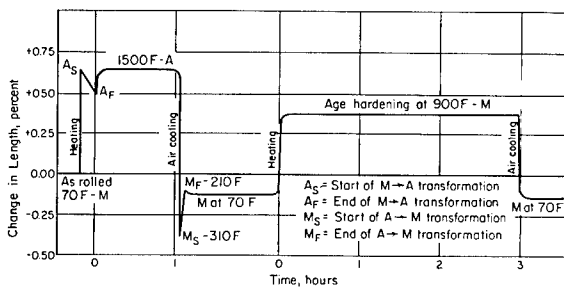 +0.75
+0.50
+0.25
0.00
-0.25
-0.50
Change in Length, percent
As
AF
1500F-A
Heating
Air cooling
As rolled
70F-M
MF-210F
M at 70F
Ms-310F
Heating
Age hardening at 900F-M
Air cooling
As=Start of M→A transformation
AF=End of M→A transformation
Ms=Start of A→M transformation
MF=End of A→M transformation
M at 70F
0 1 0 3
Time, hours